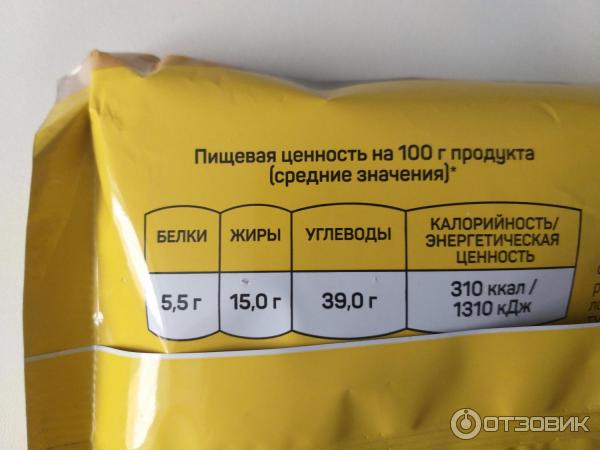 Пищевая ценность на 100 г продукта
(средние значения)*
БЕЛКИ ЖИРЫ УГЛЕВОДЫ КАЛОРИЙНОСТЬ/
ЭНЕРГЕТИЧЕСКАЯ
ЦЕННОСТЬ
5,5 г 15,0 г 39,0 г 310 ккал /
1310 кДж
ОТЗОВИК